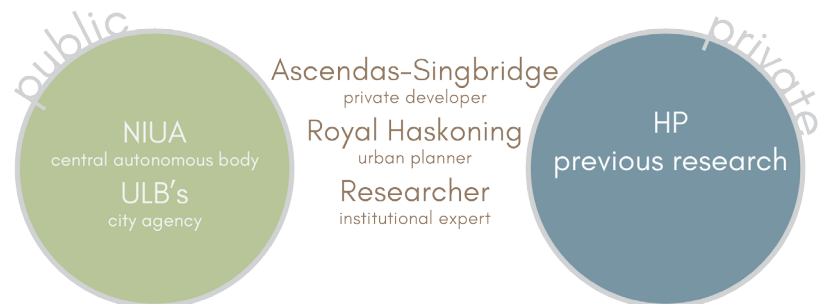 public
NIUA
central autonomous body
ULB's
city agency
Ascendas-Singbridge
private developer
Royal Haskoning
urban planner
Researcher
institutional expert
private
HP
previous research